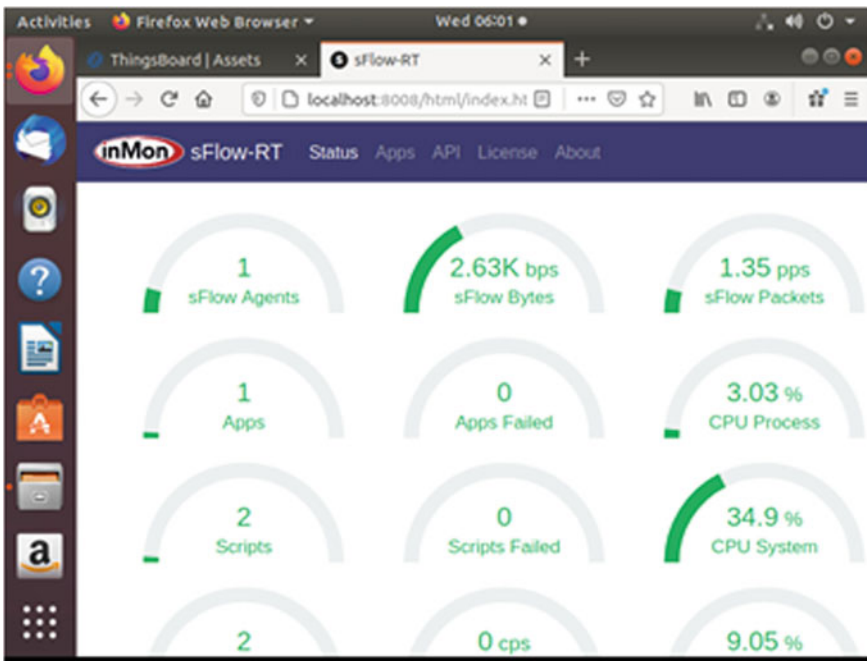 Activities Firefox Web Browser Wed 06:01
ThingsBoard | Assets sFlow-RT
localhost:8008/html/index.ht
inMon sFlow-RT Status Apps API License About
1 2.63K bps 1.35 pps
sFlow Agents sFlow Bytes sFlow Packets
1 0 3.03 %
Apps Apps Failed CPU Process
2 0 34.9 %
Scripts Scripts Failed CPU System
2 0 cps 9.05 %